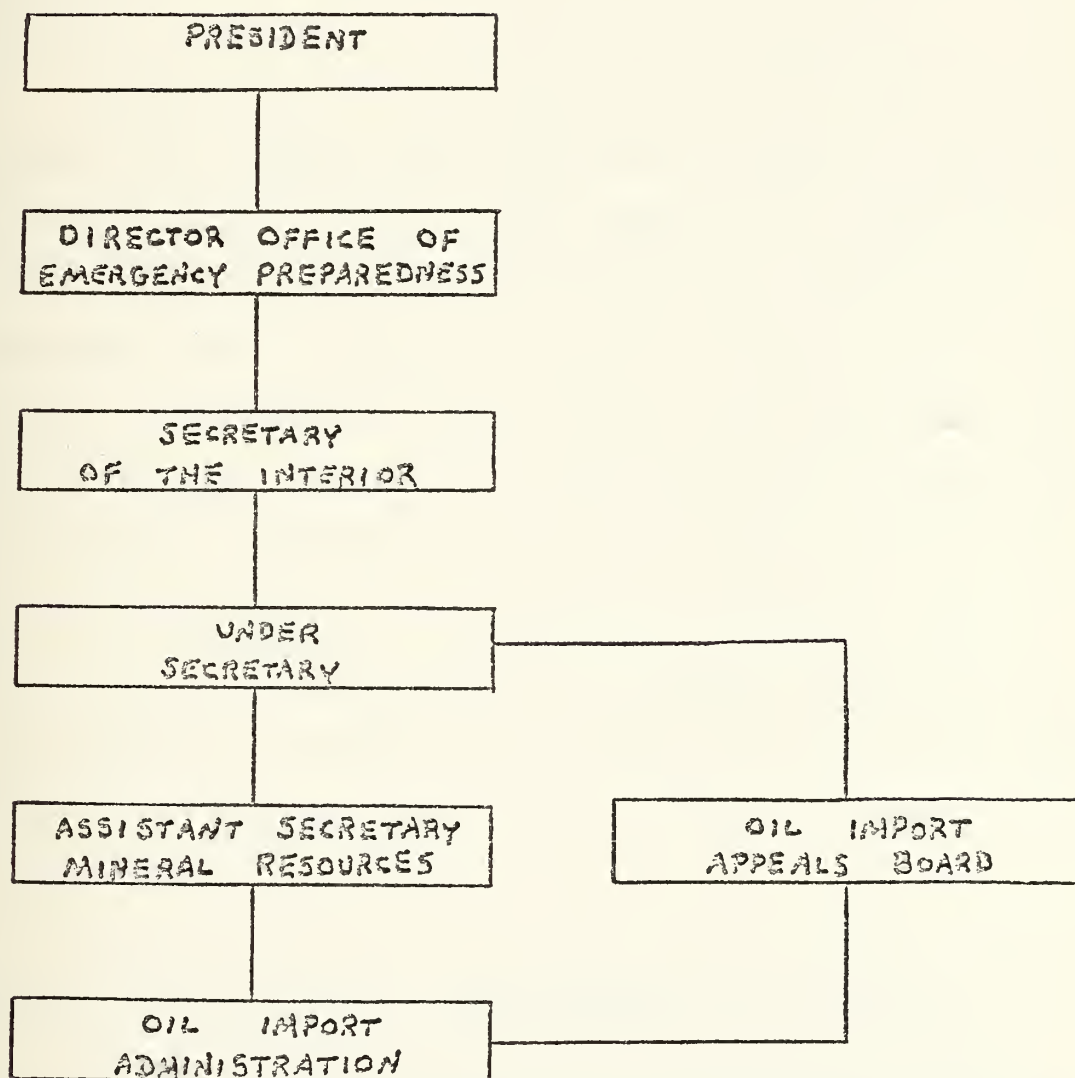 PRESIDENT
DIRECTOR OFFICE OF
EMERGENCY PREPAREDNESS
SECRETARY
OF THE INTERIOR
UNDER
SECRETARY
ASSISTANT SECRETARY
MINERAL RESOURCES
OIL IMPORT
APPEALS BOARD
OIL IMPORT
ADMINISTRATION